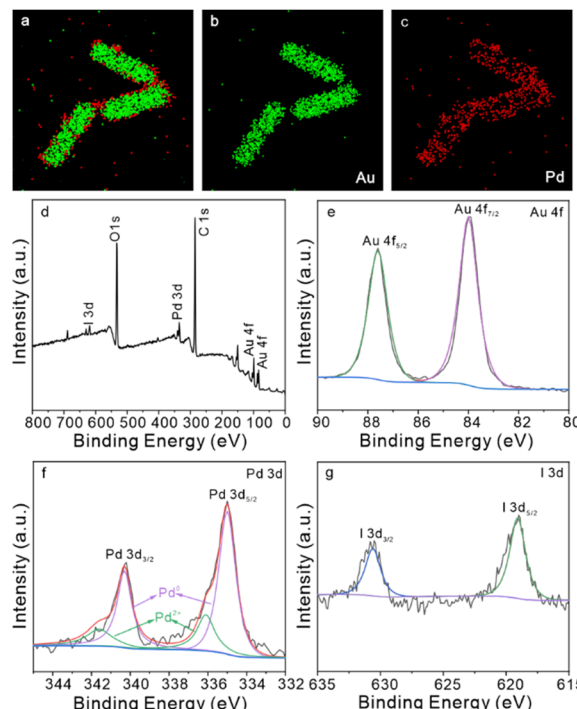 a
b
c
Au
Pd
d
I 3d
O1s
Pd 3d
C 1s
Au 4f
Au 4f
Intensity (a.u.)
800 700 600 500 400 300 200 100 0
Binding Energy (eV)
e
Au 4f
Au 4f5/2
Au 4f7/2
Intensity (a.u.)
90 88 86 84 82 80
Binding Energy (eV)
f
Pd 3d
Pd 3d3/2
Pd 3d5/2
Pd0
Pd2+
Intensity (a.u.)
344 342 340 338 336 334 332
Binding Energy (eV)
g
I 3d
I 3d3/2
I 3d5/2
Intensity (a.u.)
635 630 625 620 615
Binding Energy (eV)